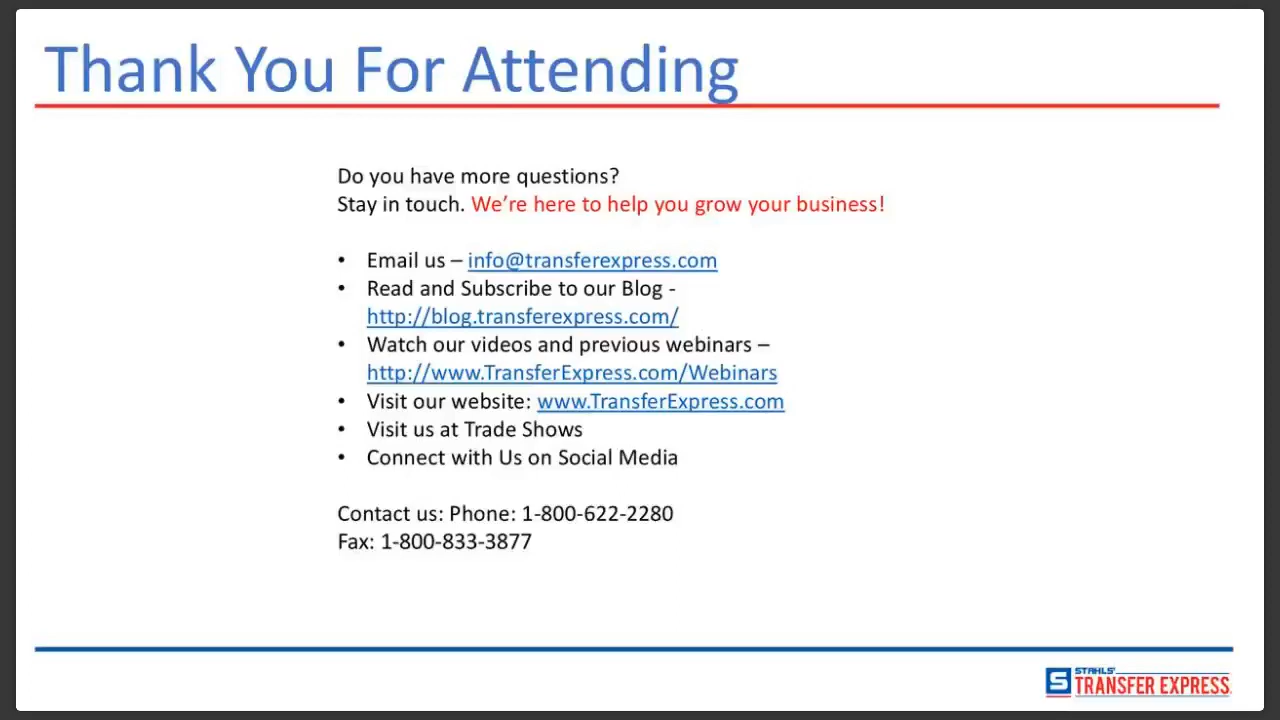 Thank You For Attending
Do you have more questions?
Stay in touch. We're here to help you grow your business!
• Email us – info@transferexpress.com
• Read and Subscribe to our Blog -
http://blog.transferexpress.com/
• Watch our videos and previous webinars –
http://www.TransferExpress.com/Webinars
• Visit our website: www.TransferExpress.com
• Visit us at Trade Shows
• Connect with Us on Social Media
Contact us: Phone: 1-800-622-2280
Fax: 1-800-833-3877
STAHLS'
TRANSFER EXPRESS